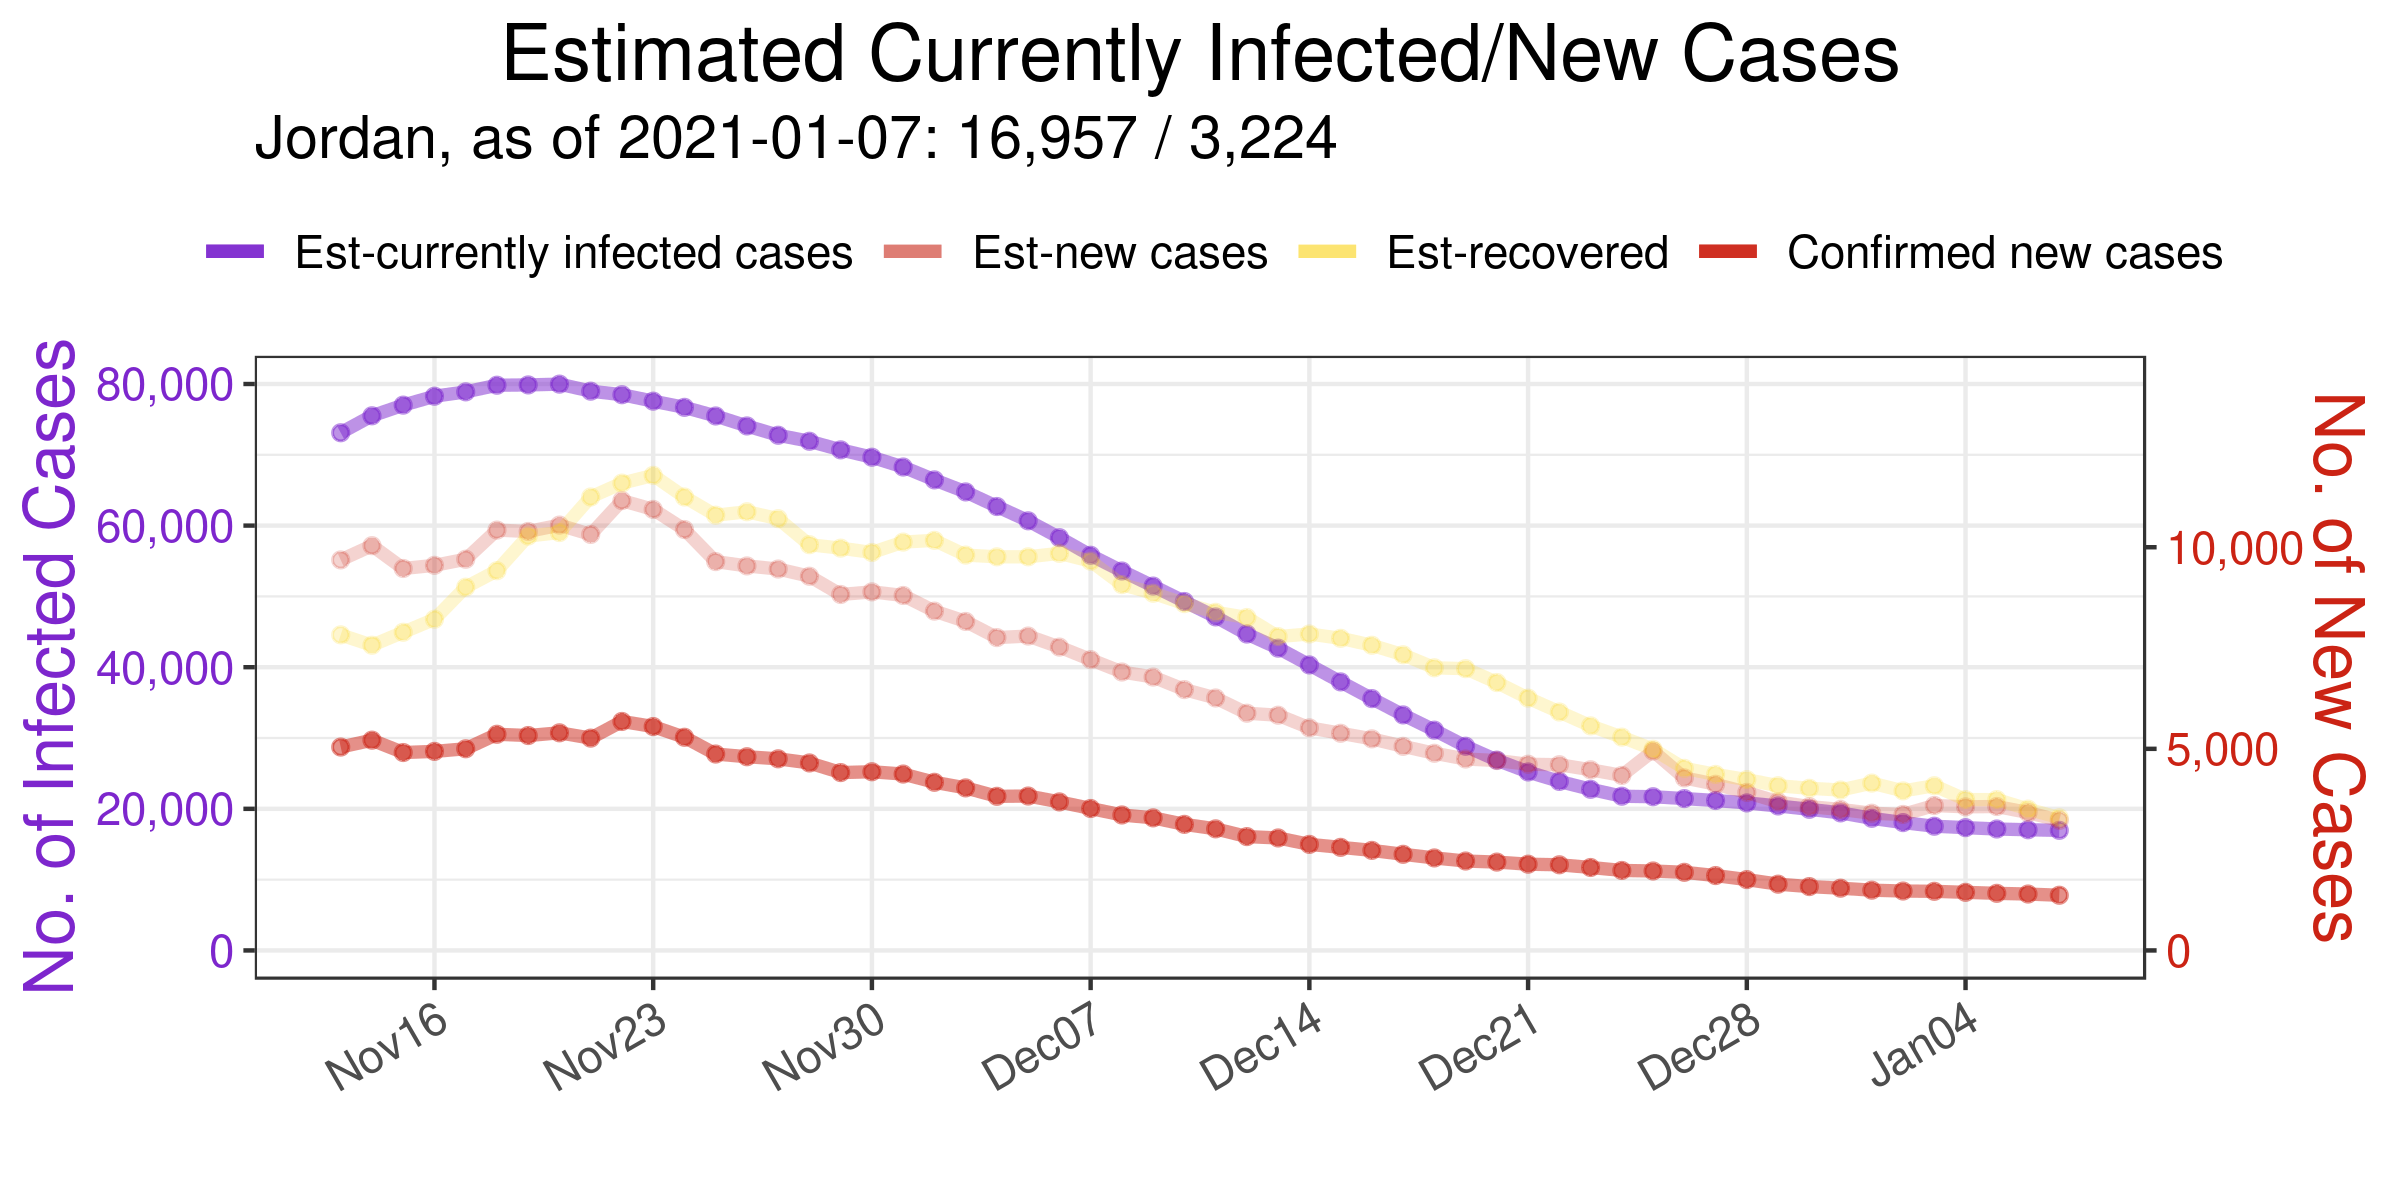 Estimated Currently Infected/New Cases
Jordan, as of 2021-01-07: 16,957 / 3,224
Est-currently infected cases Est-new cases Est-recovered Confirmed new cases
No. of Infected Cases
80,000
60,000
40,000
20,000
0
No. of New Cases
10,000
5,000
0
Nov16 Nov23 Nov30 Dec07 Dec14 Dec21 Dec28 Jan04